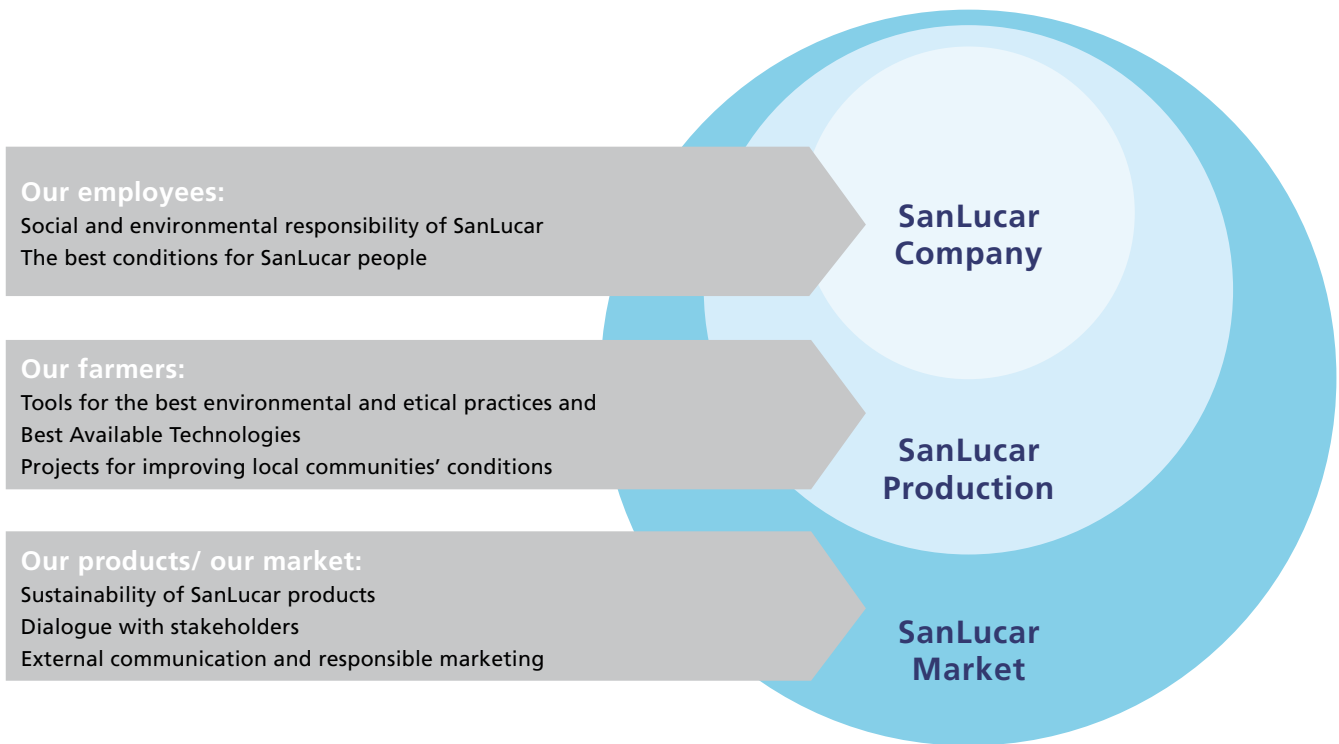 Our employees:
Social and environmental responsibility of SanLucar
The best conditions for SanLucar people
SanLucar
Company
Our farmers:
Tools for the best environmental and etical practices and
Best Available Technologies
Projects for improving local communities’ conditions
SanLucar
Production
Our products/ our market:
Sustainability of SanLucar products
Dialogue with stakeholders
External communication and responsible marketing
SanLucar
Market